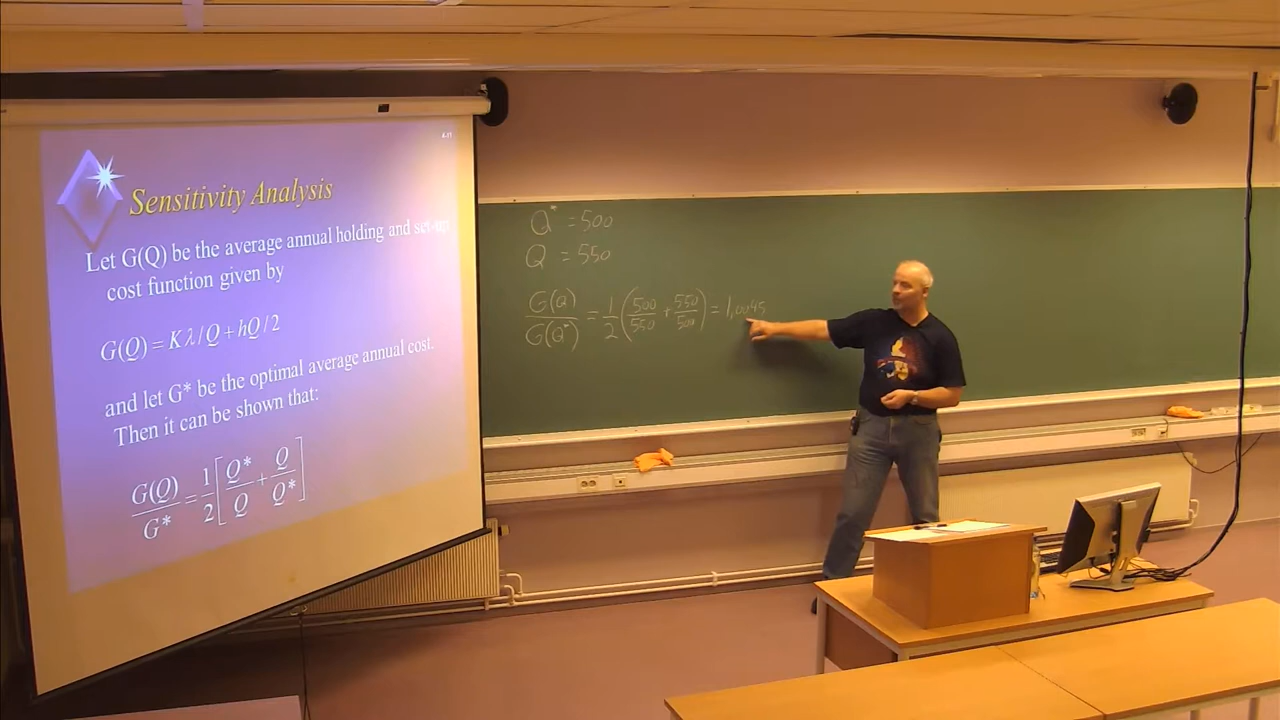 Sensitivity Analysis
Let G(Q) be the average annual holding and set-up
cost function given by
G(Q) = Kλ/Q + hQ/2
and let G* be the optimal average annual cost.
Then it can be shown that:
G(Q)/G* = 1/2 [Q*/Q + Q/Q*]
Q* = 500
Q = 550
G(Q)/G(Q*) = 1/2 (500/550 + 550/500) = 1,0045